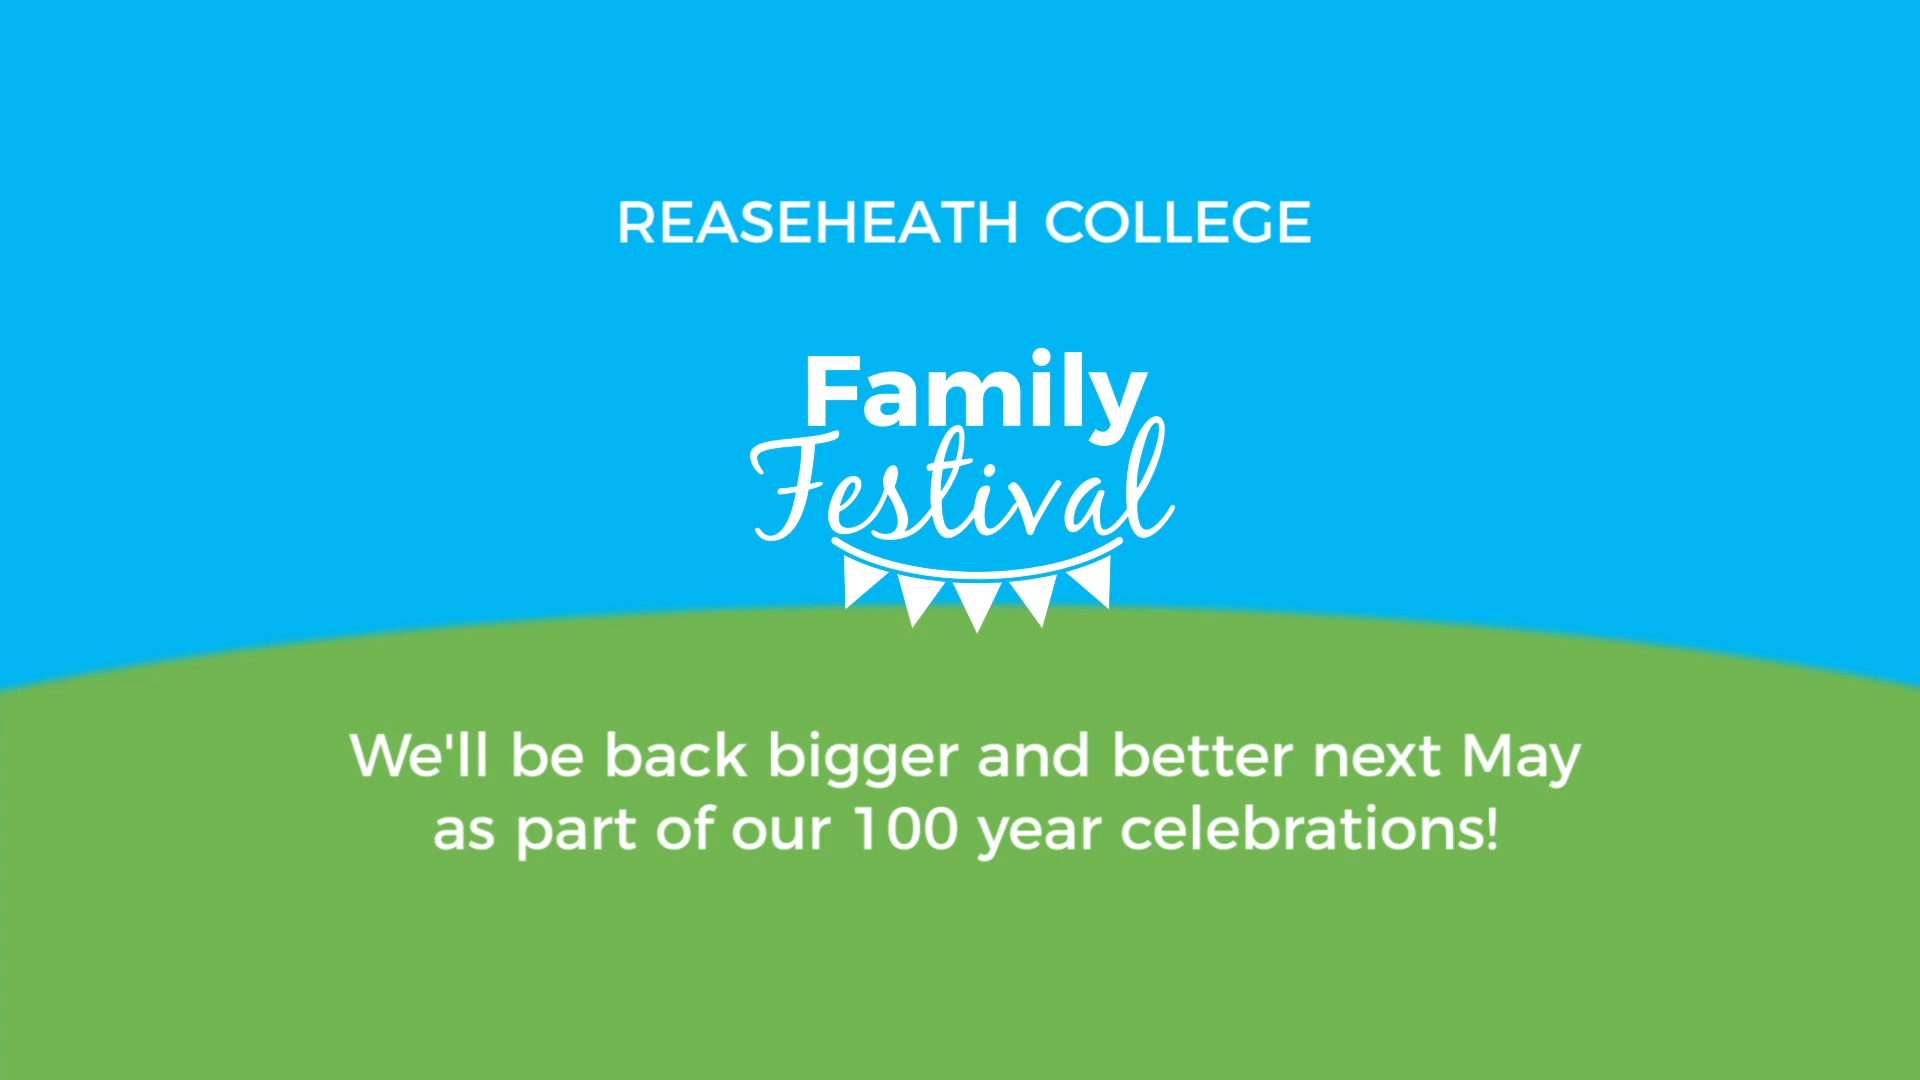 REASEHEATH COLLEGE
Family
Festival
We'll be back bigger and better next May
as part of our 100 year celebrations!